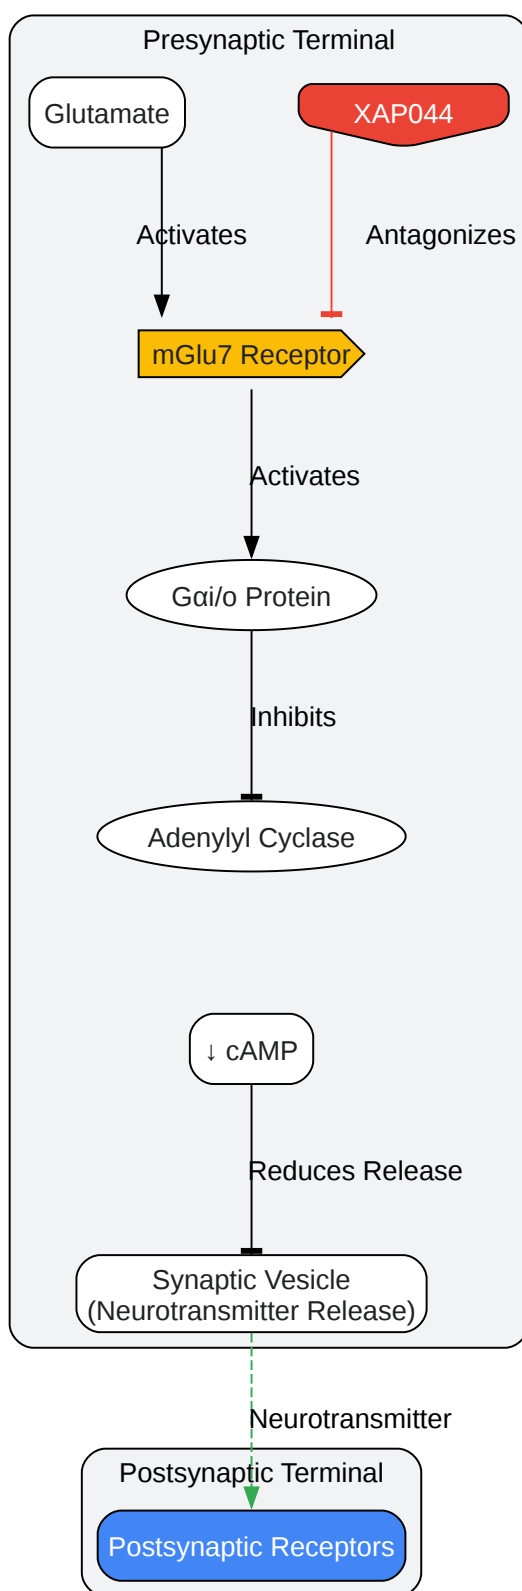 Presynaptic Terminal
Glutamate
XAP044
Activates
Antagonizes
mGlu7 Receptor
Activates
Gαi/o Protein
Inhibits
Adenylyl Cyclase
↓ cAMP
Reduces Release
Synaptic Vesicle
(Neurotransmitter Release)
Neurotransmitter
Postsynaptic Terminal
Postsynaptic Receptors